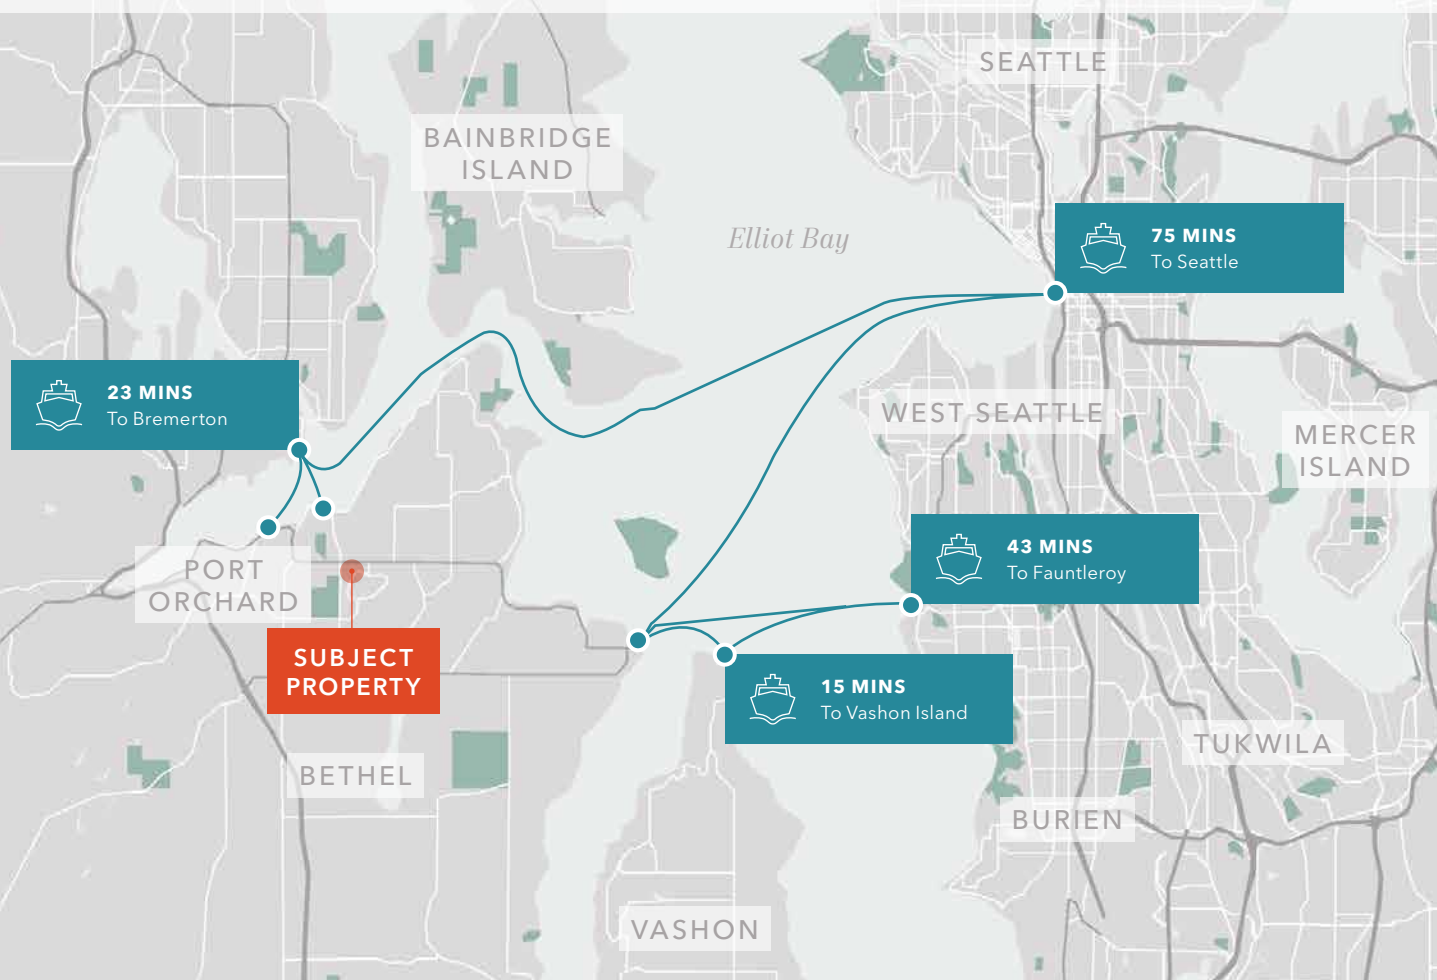 SEATTLE
BAINBRIDGE
ISLAND
Elliot Bay
75 MINS
To Seattle
23 MINS
To Bremerton
WEST SEATTLE
MERCER
ISLAND
43 MINS
To Fauntleroy
PORT
ORCHARD
SUBJECT
PROPERTY
15 MINS
To Vashon Island
TUKWILA
BETHEL
BURIEN
VASHON